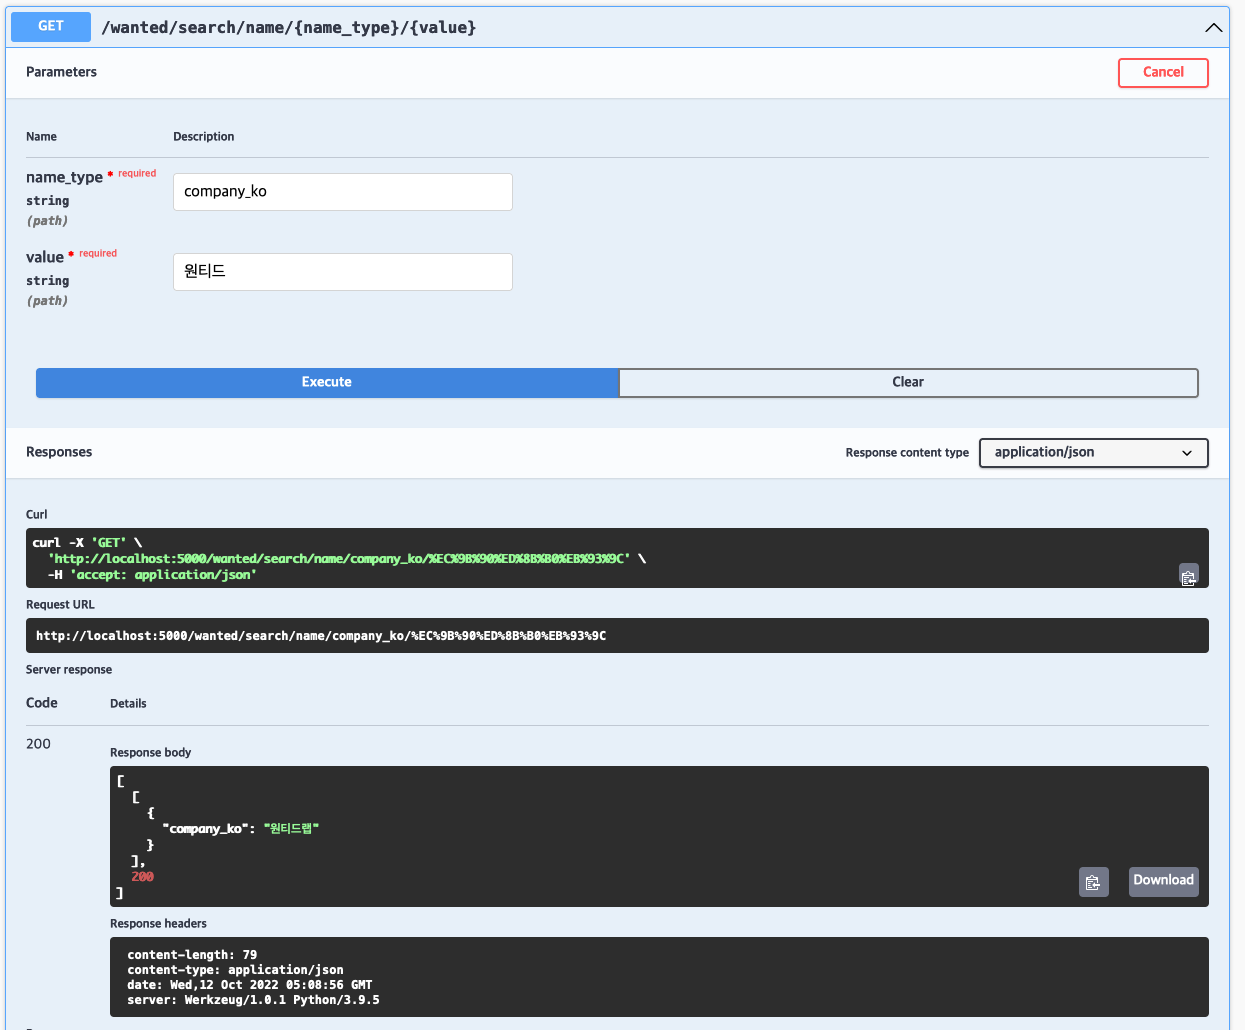 GET /wanted/search/name/{name_type}/{value}
Parameters
Cancel
Name Description
name_type * required
string
(path)
company_ko
value * required
string
(path)
원티드
Execute Clear
Responses
Response content type application/json
Curl
curl -X 'GET' \
'http://localhost:5000/wanted/search/name/company_ko/%EC%9B%90%ED%8B%B0%EB%93%9C' \
-H 'accept: application/json'
Request URL
http://localhost:5000/wanted/search/name/company_ko/%EC%9B%90%ED%8B%B0%EB%93%9C
Server response
Code Details
200
Response body
[
[
{
"company_ko": "원티드랩"
}
],
200
]
Download
Response headers
content-length: 79
content-type: application/json
date: Wed,12 Oct 2022 05:08:56 GMT
server: Werkzeug/1.0.1 Python/3.9.5